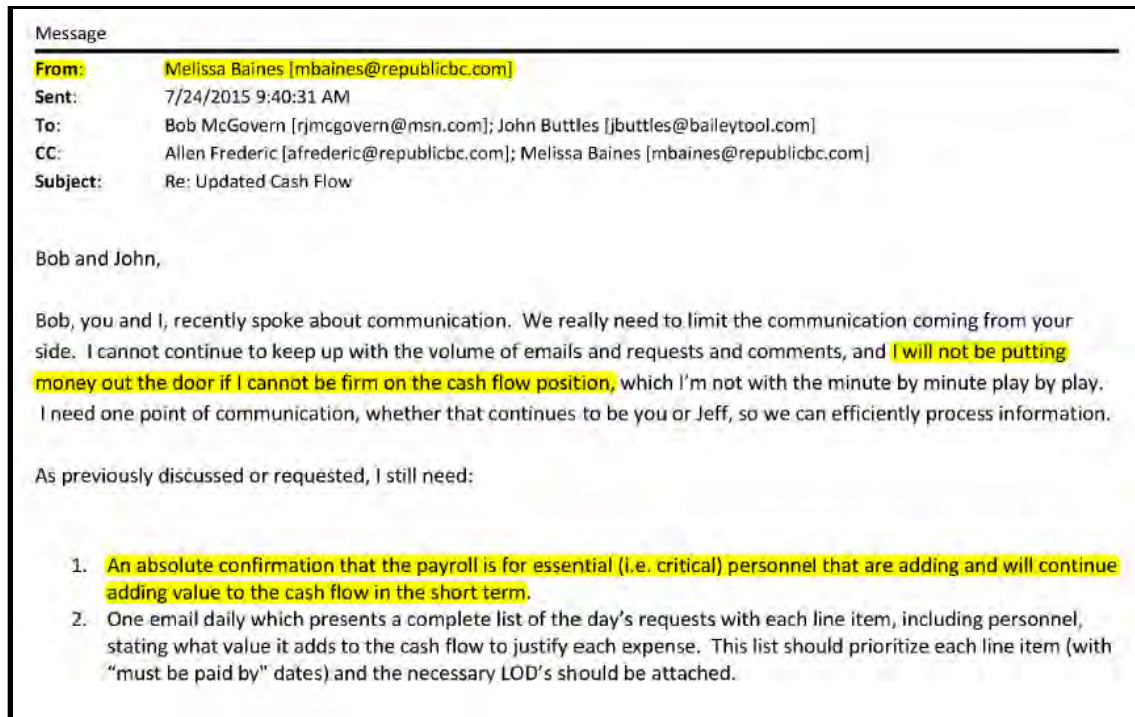 Message
From: Melissa Baines [mbaines@republicbc.com]
Sent: 7/24/2015 9:40:31 AM
To: Bob McGovern [rjmcgovern@msn.com]; John Buttles [jbuttles@baileytool.com]
CC: Allen Frederic [afrederic@republicbc.com]; Melissa Baines [mbaines@republicbc.com]
Subject: Re: Updated Cash Flow
Bob and John,
Bob, you and I, recently spoke about communication. We really need to limit the communication coming from your
side. I cannot continue to keep up with the volume of emails and requests and comments, and I will not be putting
money out the door if I cannot be firm on the cash flow position, which I'm not with the minute by minute play by play.
I need one point of communication, whether that continues to be you or Jeff, so we can efficiently process information.
As previously discussed or requested, I still need:
1. An absolute confirmation that the payroll is for essential (i.e. critical) personnel that are adding and will continue
adding value to the cash flow in the short term.
2. One email daily which presents a complete list of the day's requests with each line item, including personnel,
stating what value it adds to the cash flow to justify each expense. This list should prioritize each line item (with
"must be paid by" dates) and the necessary LOD's should be attached.